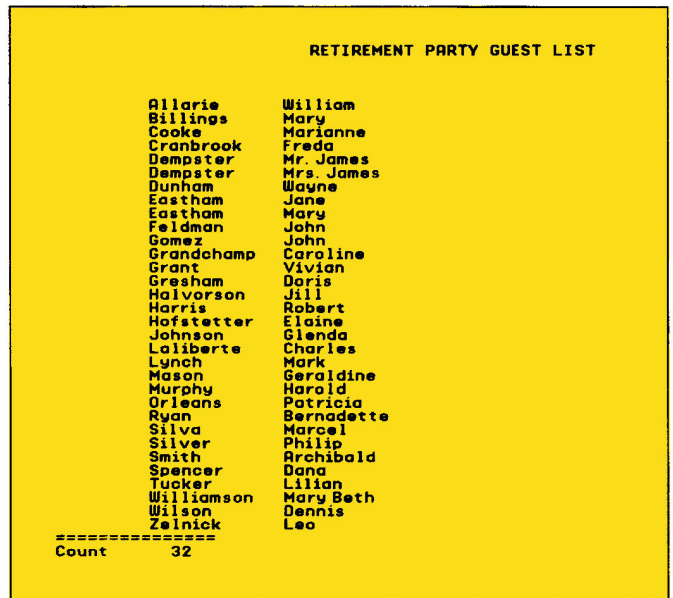 RETIREMENT PARTY GUEST LIST
Allarie William
Billings Mary
Cooke Marianne
Cranbrook Freda
Dempster Mr. James
Dempster Mrs. James
Dunham Wayne
Eastham Jane
Eastham Mary
Feldman John
Gomez John
Grandchamp Caroline
Grant Vivian
Gresham Doris
Halvorson Jill
Harris Robert
Hofstetter Elaine
Johnson Glenda
Laliberte Charles
Lynch Mark
Mason Geraldine
Murphy Harold
Orleans Patricia
Ryan Bernadette
Silva Marcel
Silver Philip
Smith Archibald
Spencer Dana
Tucker Lilian
Williamson Mary Beth
Wilson Dennis
Zelnick Leo
===============
Count 32